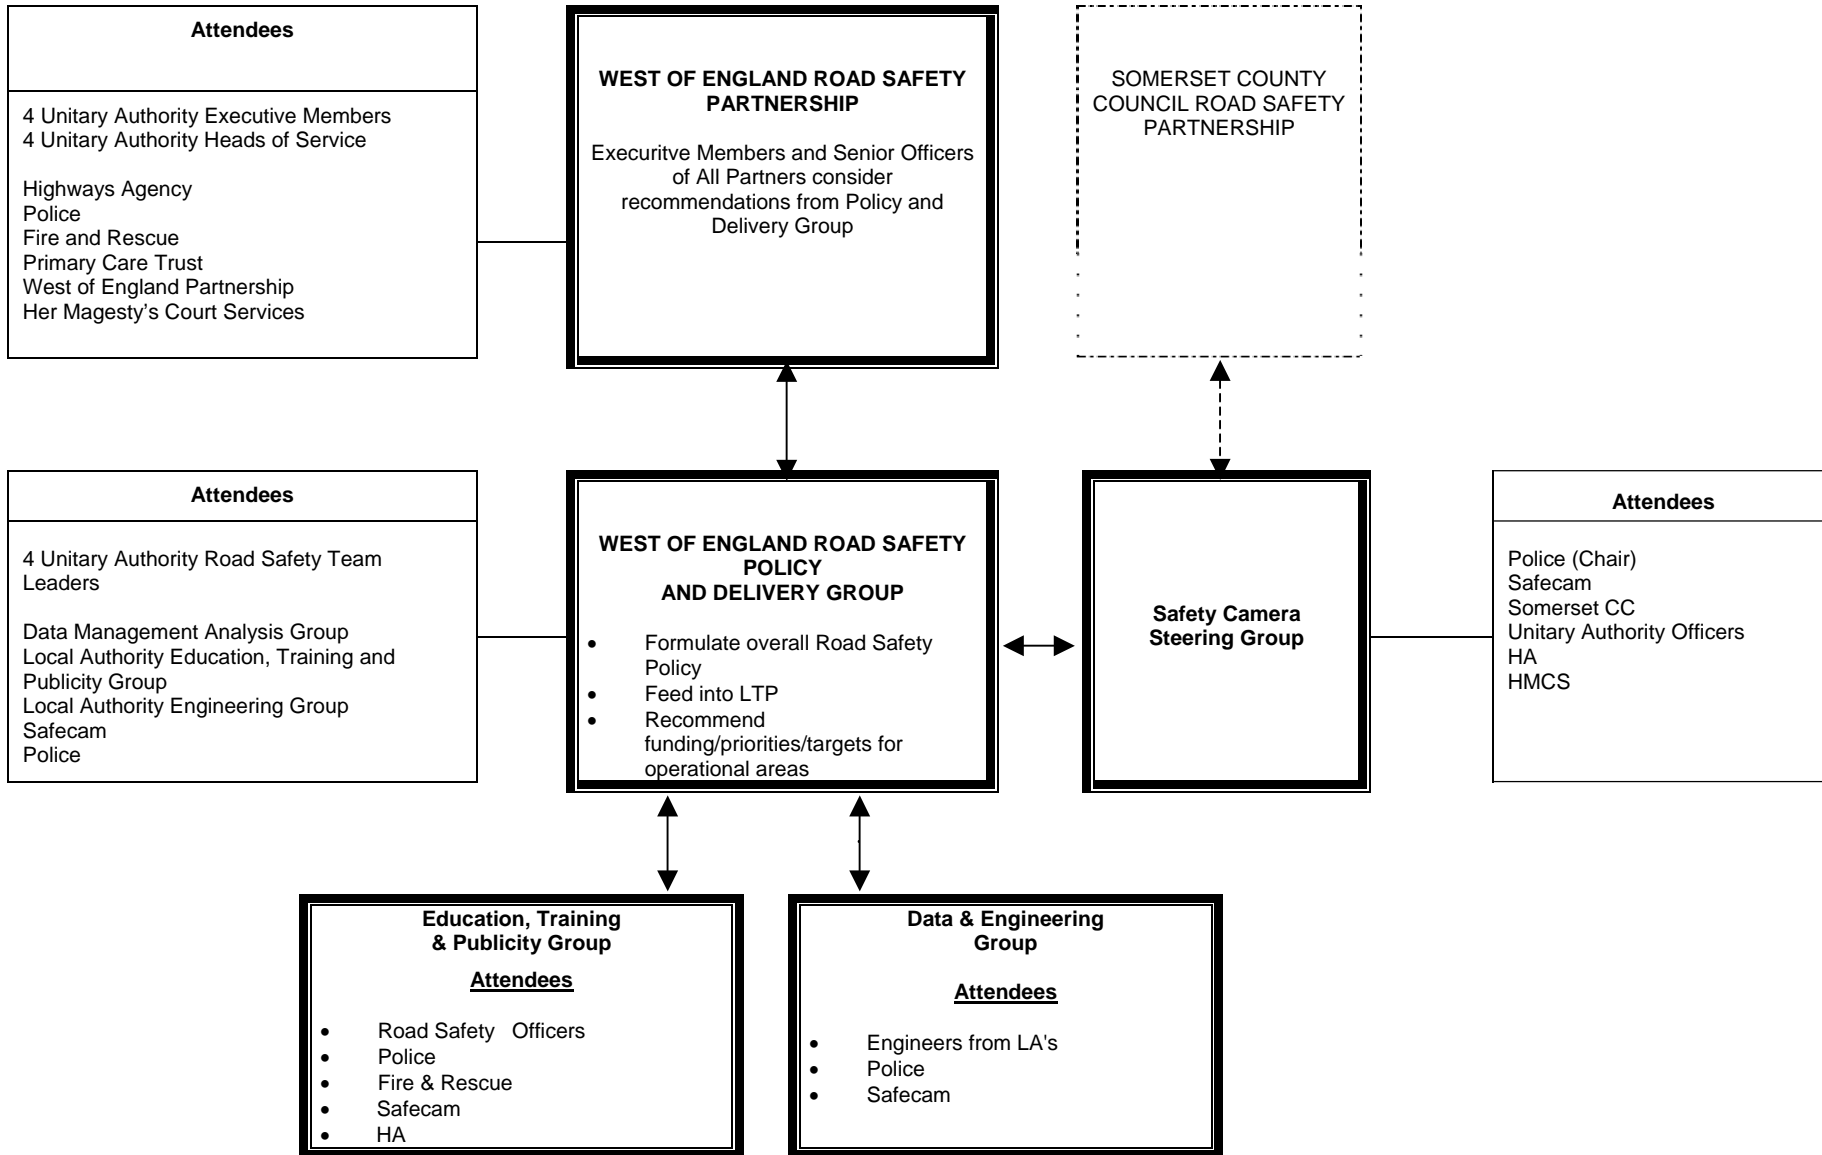 Attendees
4 Unitary Authority Executive Members
4 Unitary Authority Heads of Service
Highways Agency
Police
Fire and Rescue
Primary Care Trust
West of England Partnership
Her Magesty’s Court Services
WEST OF ENGLAND ROAD SAFETY
PARTNERSHIP
Execuritve Members and Senior Officers
of All Partners consider
recommendations from Policy and
Delivery Group
SOMERSET COUNTY
COUNCIL ROAD SAFETY
PARTNERSHIP
Attendees
4 Unitary Authority Road Safety Team
Leaders
Data Management Analysis Group
Local Authority Education, Training and
Publicity Group
Local Authority Engineering Group
Safecam
Police
WEST OF ENGLAND ROAD SAFETY
POLICY
AND DELIVERY GROUP
• Formulate overall Road Safety
Policy
• Feed into LTP
• Recommend
funding/priorities/targets for
operational areas
Safety Camera
Steering Group
Attendees
Police (Chair)
Safecam
Somerset CC
Unitary Authority Officers
HA
HMCS
Education, Training
& Publicity Group
Attendees
• Road Safety Officers
• Police
• Fire & Rescue
• Safecam
• HA
Data & Engineering
Group
Attendees
• Engineers from LA's
• Police
• Safecam